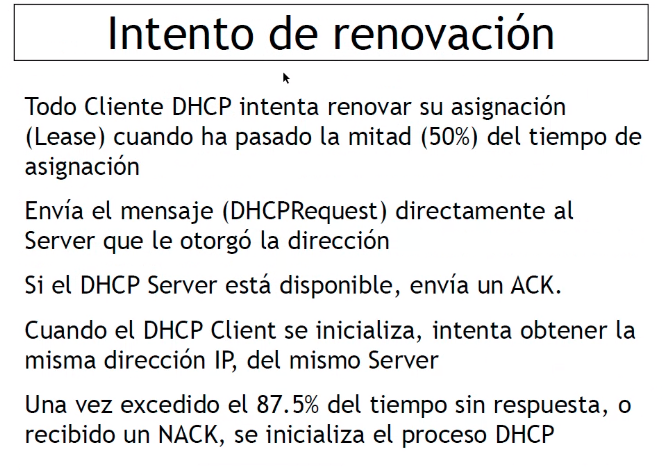 Intento de renovación
Todo Cliente DHCP intenta renovar su asignación
(Lease) cuando ha pasado la mitad (50%) del tiempo de
asignación
Envía el mensaje (DHCPRequest) directamente al
Server que le otorgó la dirección
Si el DHCP Server está disponible, envía un ACK.
Cuando el DHCP Client se inicializa, intenta obtener la
misma dirección IP, del mismo Server
Una vez excedido el 87.5% del tiempo sin respuesta, o
recibido un NACK, se inicializa el proceso DHCP